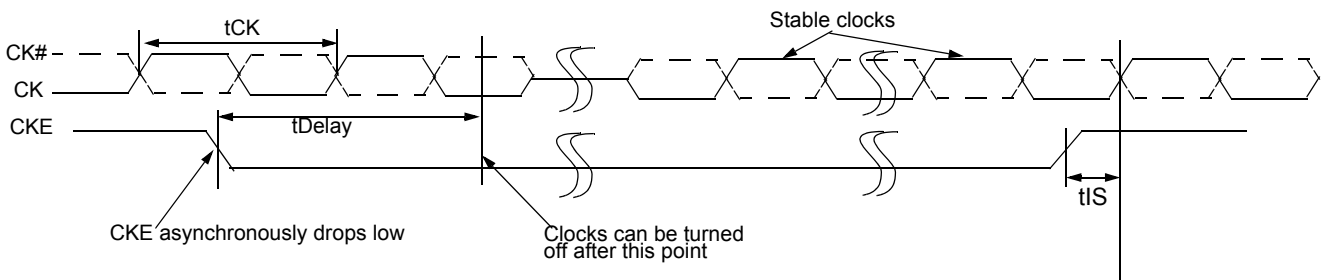 Stable clocks
tCK
CK#
CK
CKE
tDelay
tIS
CKE asynchronously drops low
Clocks can be turned
off after this point